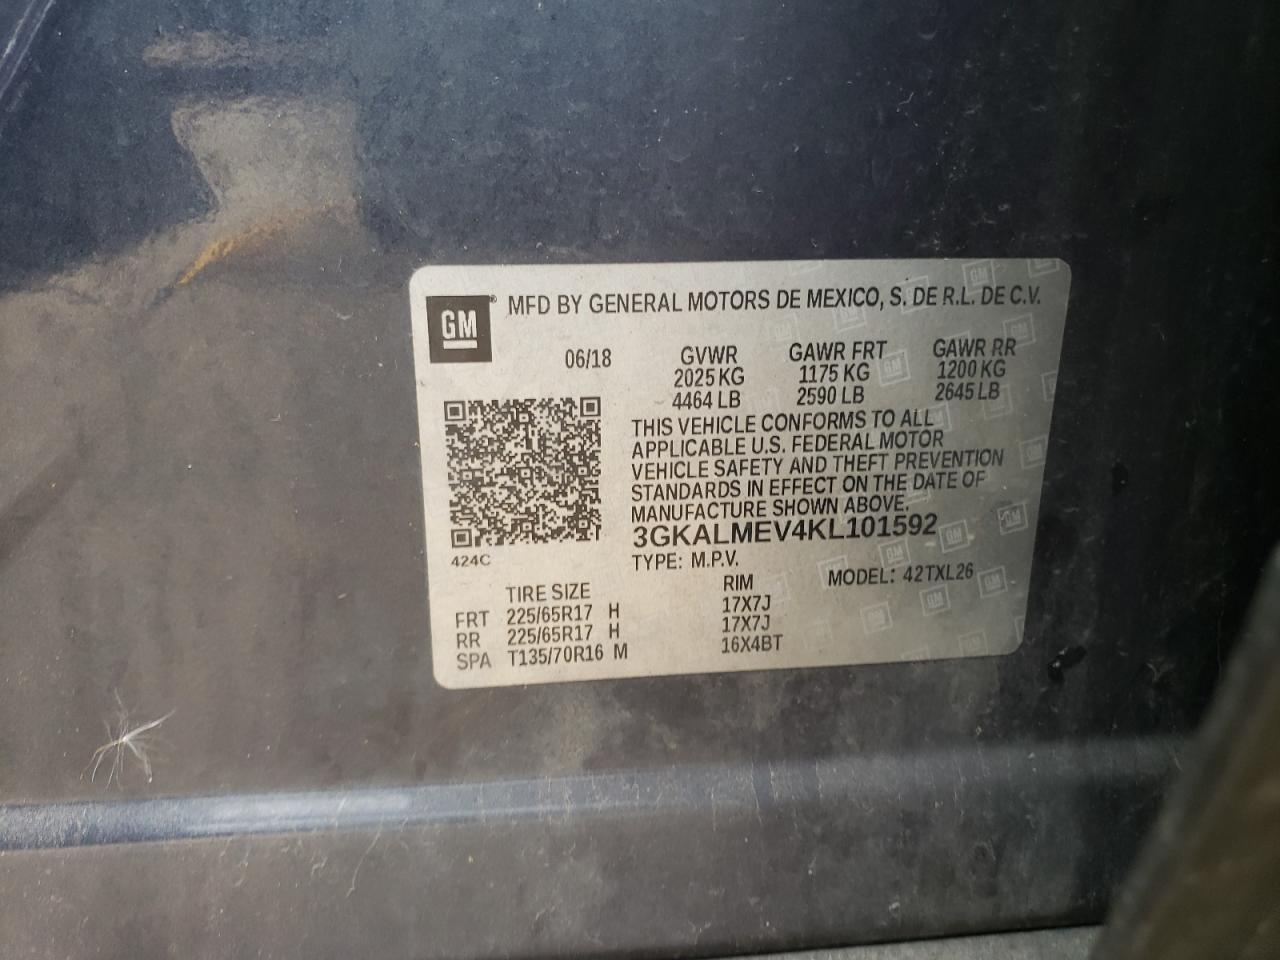 GM ® MFD BY GENERAL MOTORS DE MEXICO, S. DE R.L. DE C.V.
06/18 GVWR GAWR FRT GAWR RR
2025 KG 1175 KG 1200 KG
4464 LB 2590 LB 2645 LB
THIS VEHICLE CONFORMS TO ALL
APPLICABLE U.S. FEDERAL MOTOR
VEHICLE SAFETY AND THEFT PREVENTION
STANDARDS IN EFFECT ON THE DATE OF
MANUFACTURE SHOWN ABOVE.
3GKALMEV4KL101592
424C
TYPE: M.P.V.
MODEL: 42TXL26
TIRE SIZE RIM
FRT 225/65R17 H 17X7J
RR 225/65R17 H 17X7J
SPA T135/70R16 M 16X4BT